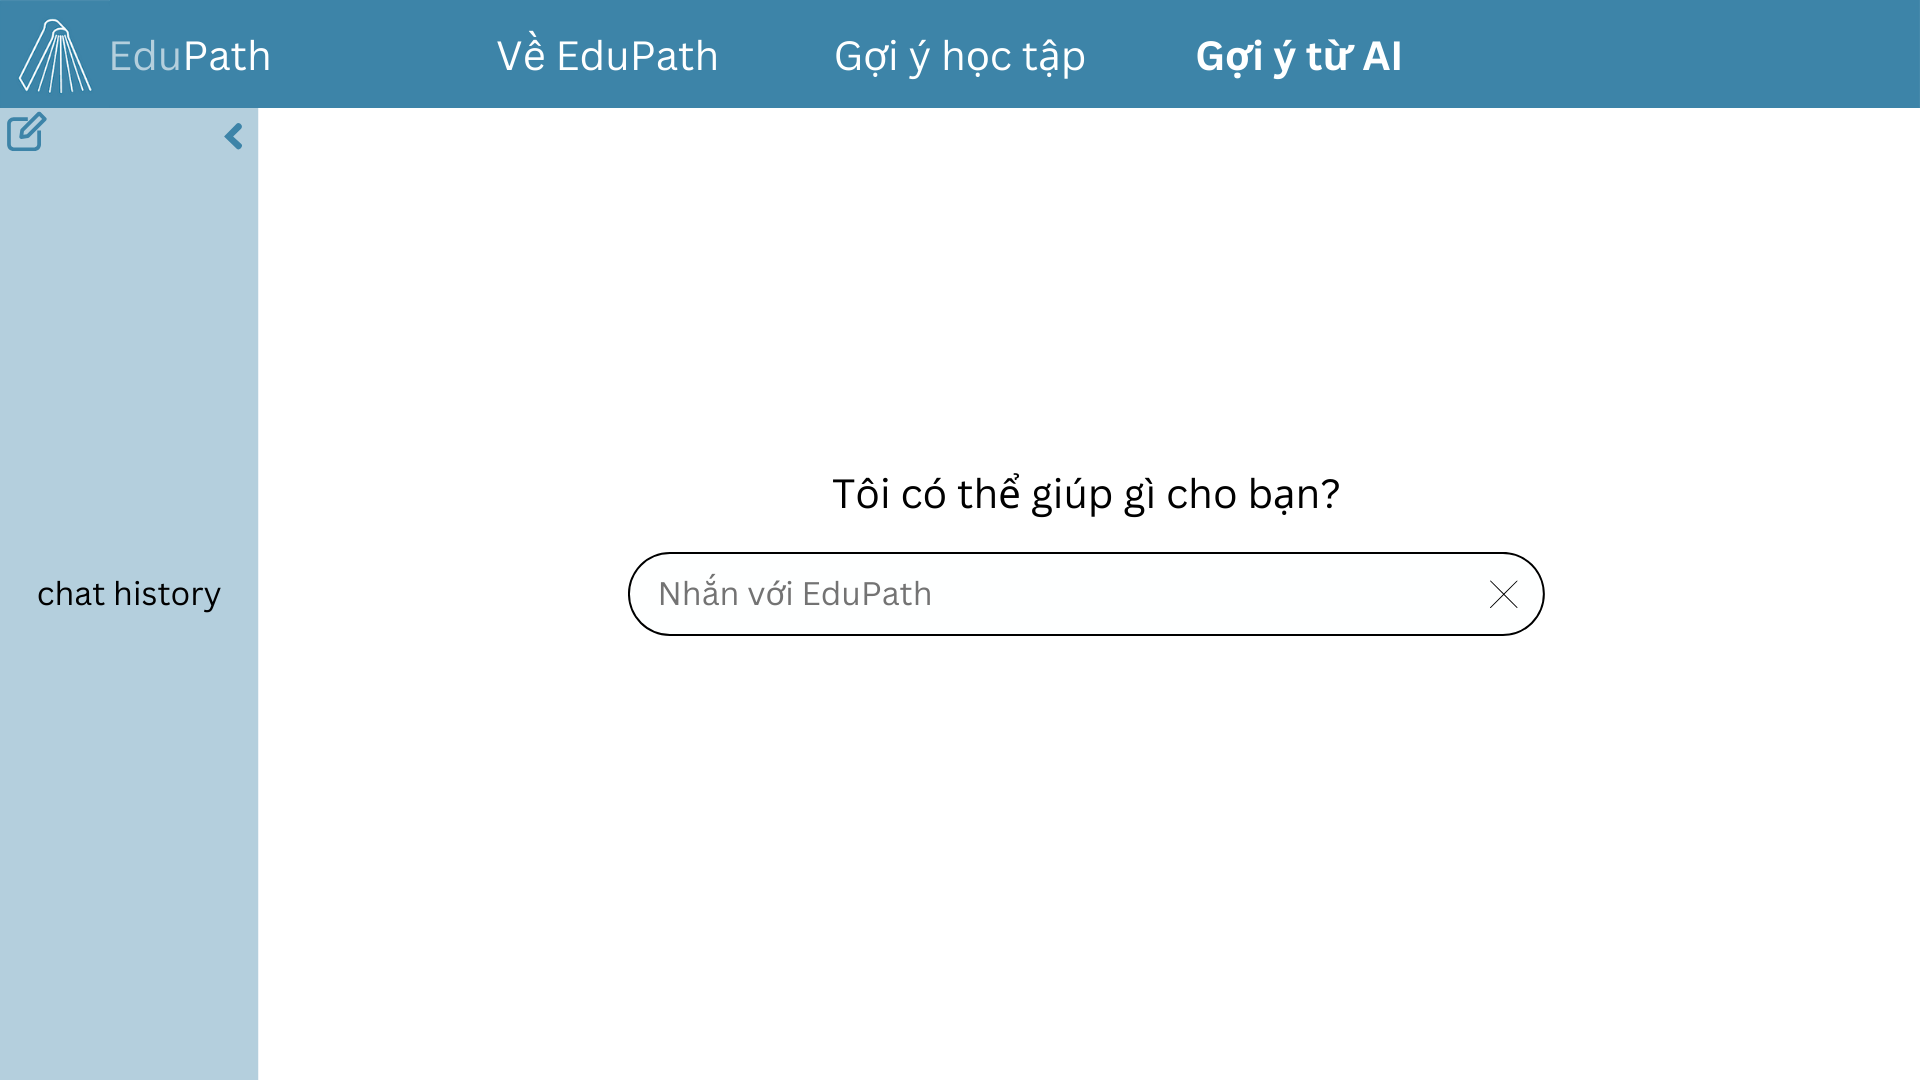 EduPath
Về EduPath
Gợi ý học tập
Gợi ý từ AI
Tôi có thể giúp gì cho bạn?
Nhắn với EduPath
chat history